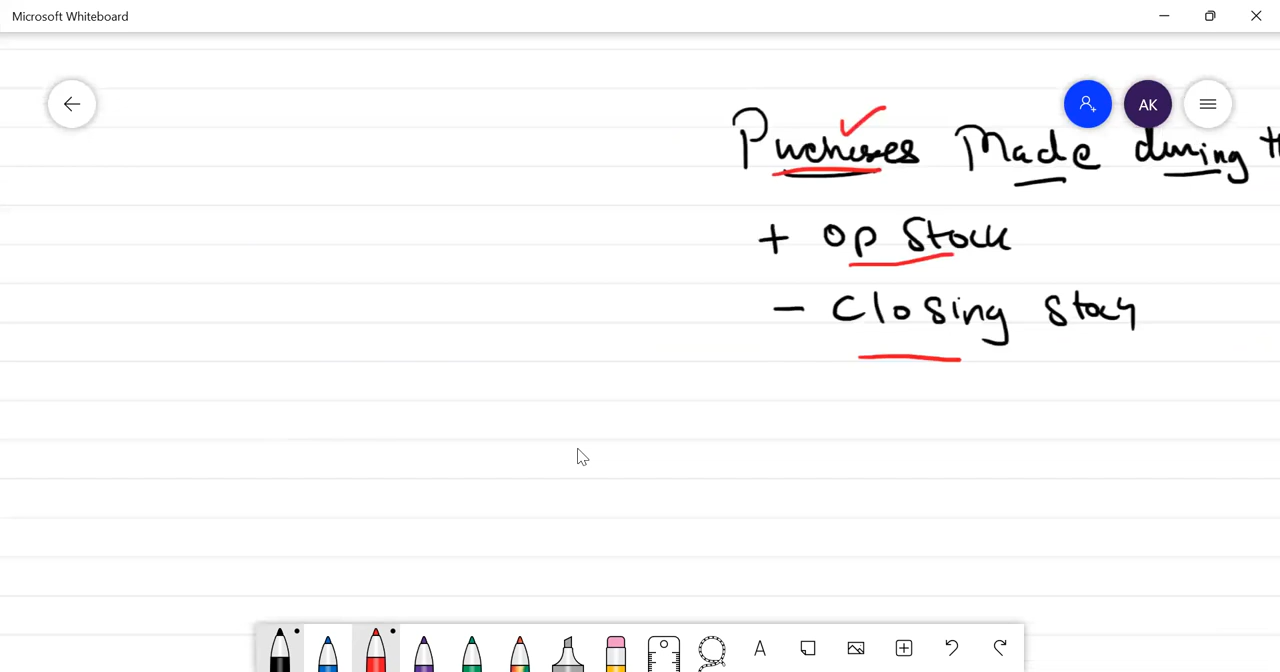 Microsoft Whiteboard
AK
Purchases Made during
+ Op Stock
- Closing Stock
A